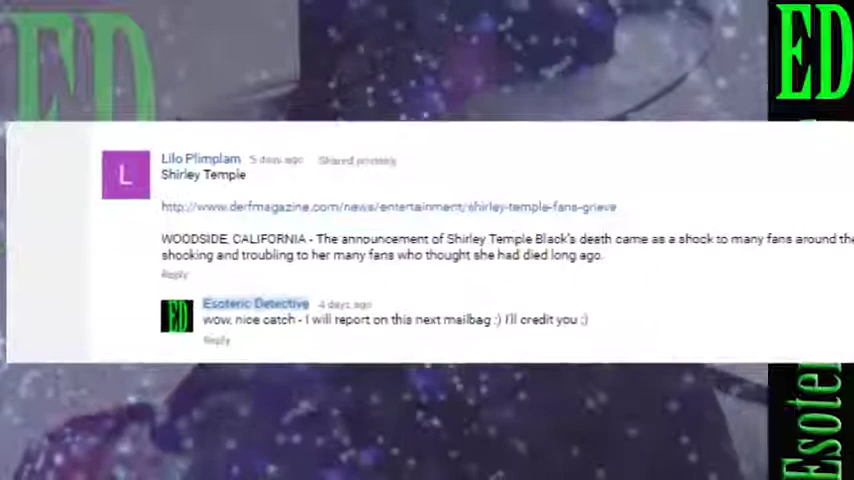 ED
ED
Lilo Plimplam 5 days ago Shared privately
Shirley Temple
http://www.derfmagazine.com/news/entertainment/shirley-temple-fans-grieve
WOODSIDE, CALIFORNIA - The announcement of Shirley Temple Black's death came as a shock to many fans around the
shocking and troubling to her many fans who thought she had died long ago.
Reply
L
ED
Esoteric Detective 4 days ago
wow, nice catch - I will report on this next mailbag :) I'll credit you ;)
Reply
Esoter